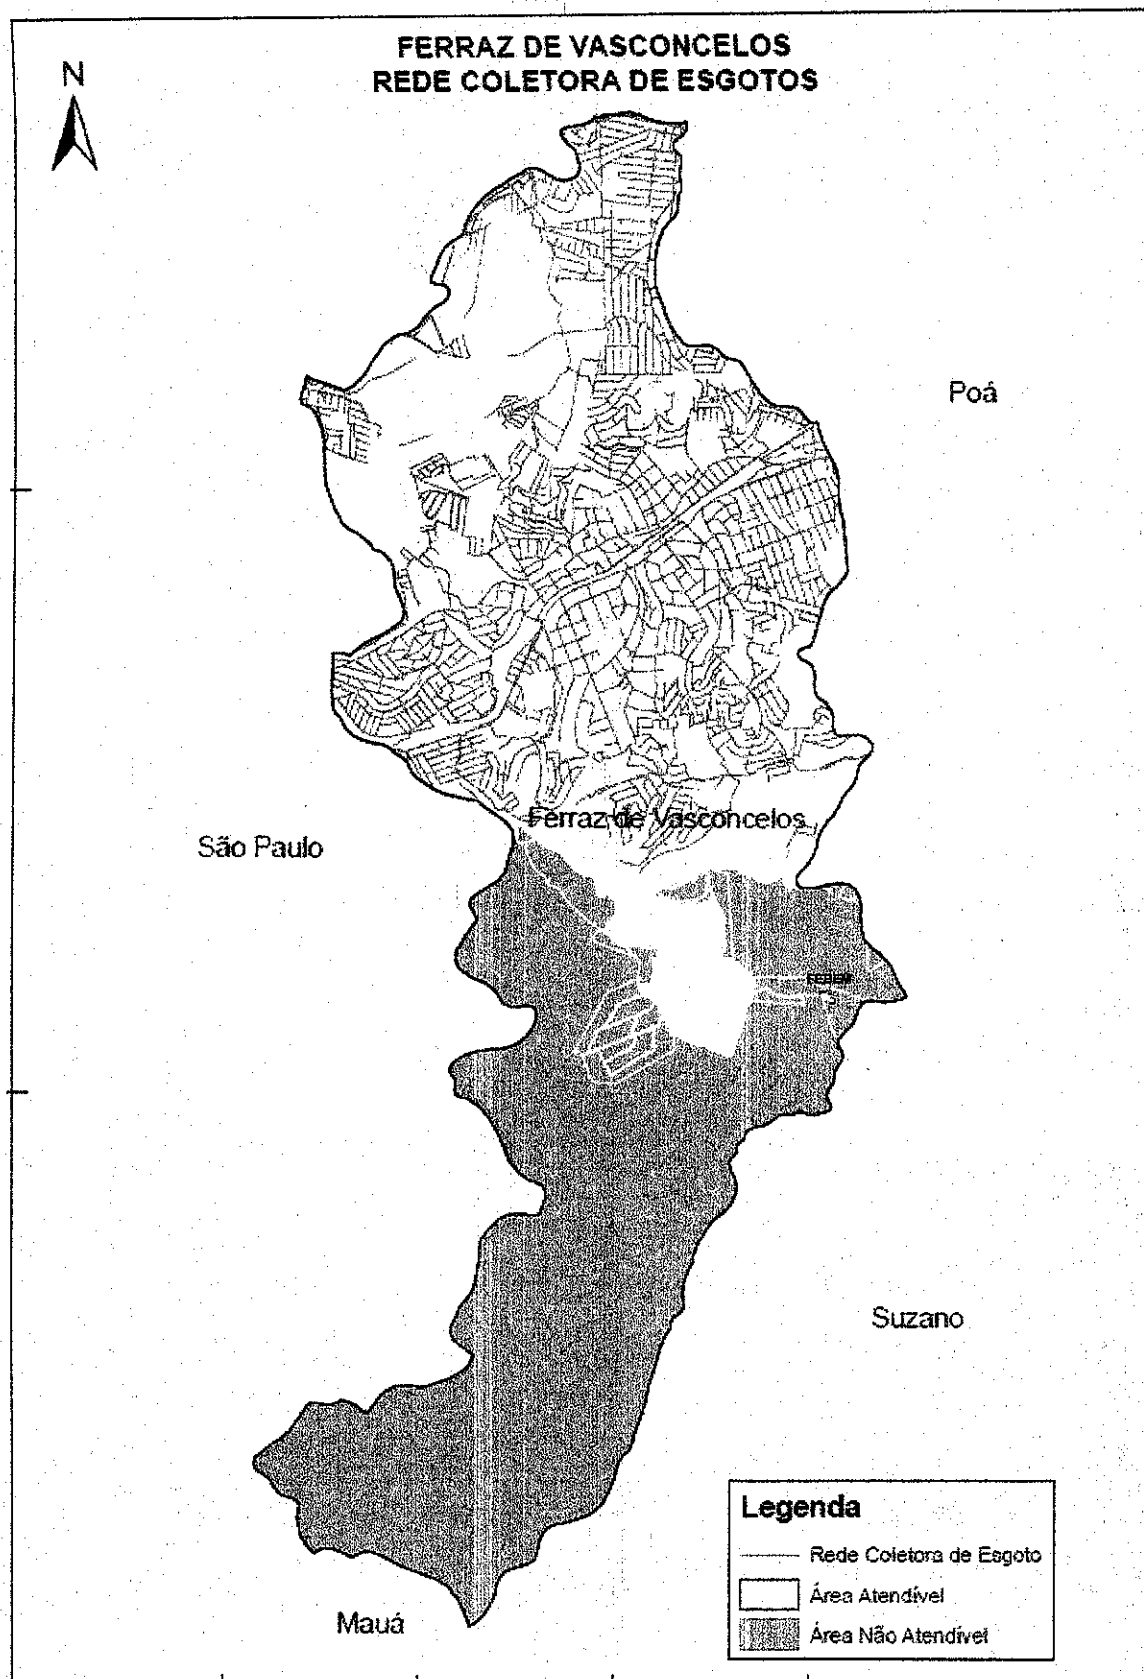 FERRAZ DE VASCONCELOS
REDE COLETORA DE ESGOTOS
N
Poá
Ferraz de Vasconcelos
São Paulo
FEBEM
Suzano
Legenda
Rede Coletora de Esgoto
Área Atendível
Área Não Atendível
Mauá